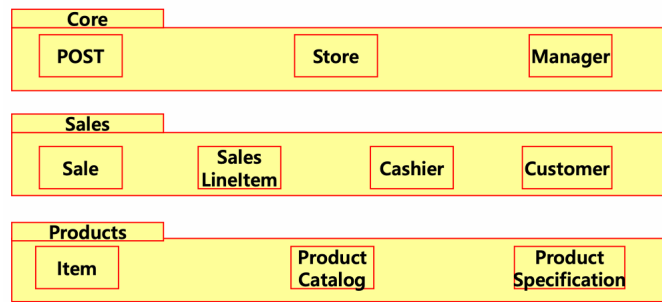 Core
POST
Store
Manager
Sales
Sale
Sales
LineItem
Cashier
Customer
Products
Item
Product
Catalog
Product
Specification